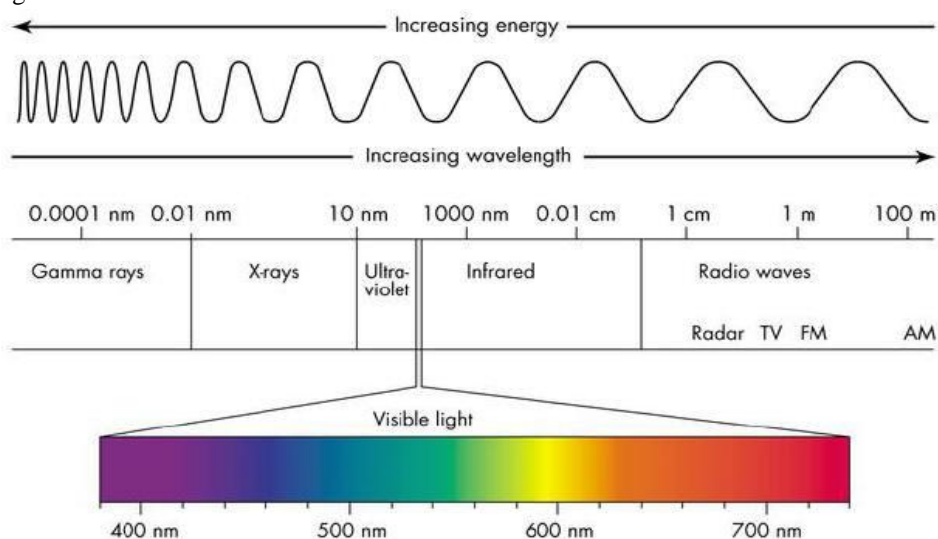 Increasing energy
Increasing wavelength
0.0001 nm 0.01 nm 10 nm 1000 nm 0.01 cm 1 cm 1 m 100 m
Gamma rays X-rays Ultra-
violet Infrared Radio waves
Radar TV FM AM
Visible light
400 nm 500 nm 600 nm 700 nm